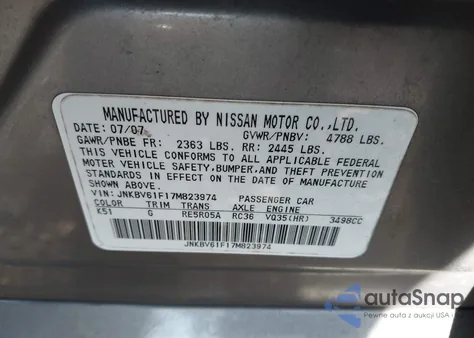 MANUFACTURED BY NISSAN MOTOR CO.,LTD.
DATE: 07/07 GVWR/PNBV: 4788 LBS.
GAWR/PNBE FR: 2363 LBS. RR: 2445 LBS.
THIS VEHICLE CONFORMS TO ALL APPLICABLE FEDERAL
MOTOR VEHICLE SAFETY,BUMPER,AND THEFT PREVENTION
STANDARDS IN EFFECT ON THE DATE OF MANUFACTURE
SHOWN ABOVE.
VIN: JNKBV61F17M823974 PASSENGER CAR
COLOR TRIM TRANS AXLE ENGINE
K51 G RE5R05A RC36 VQ35(HR) 3498CC
JNKBV61F17M823974
autaSnap
Pewne auta z aukcji USA i